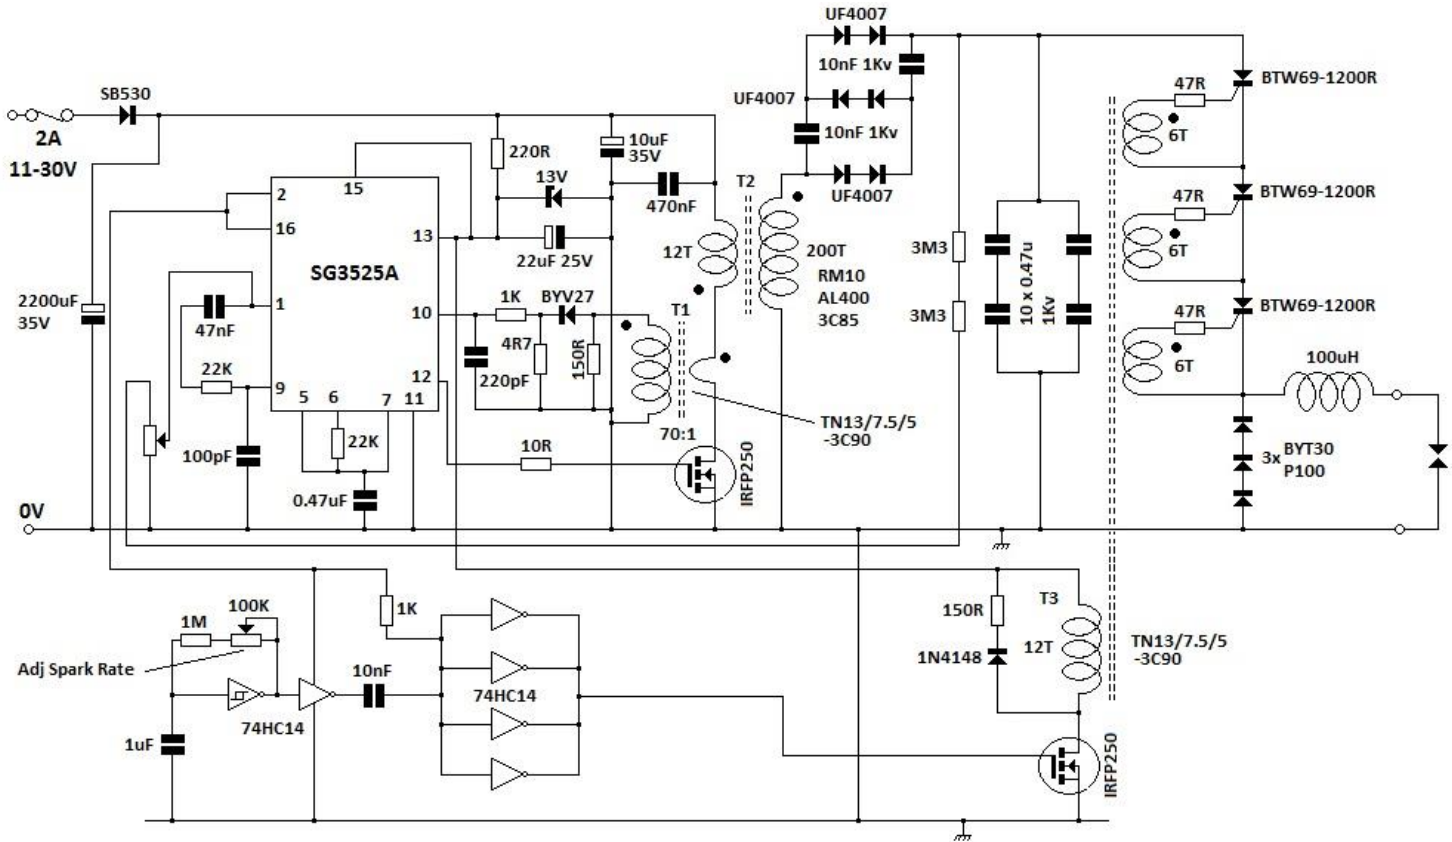 UF4007
10nF 1Kv
UF4007
10nF 1Kv
UF4007
SB530
2A
11-30V
220R
10uF
35V
13V
470nF
22uF 25V
T2
12T
200T
RM10
AL400
3C85
47R
BTW69-1200R
6T
47R
BTW69-1200R
6T
47R
BTW69-1200R
6T
3M3
3M3
10 x 0.47u
1Kv
100uH
15
2
16
13
SG3525A
1
10
9
12
5
6
7
11
2200uF
35V
47nF
22K
100pF
22K
0.47uF
1K
BYV27
4R7
150R
220pF
T1
70:1
TN13/7.5/5
-3C90
10R
IRFP250
3x
BYT30
P100
0V
1K
100K
1M
Adj Spark Rate
10nF
74HC14
74HC14
1uF
150R
1N4148
T3
12T
TN13/7.5/5
-3C90
IRFP250